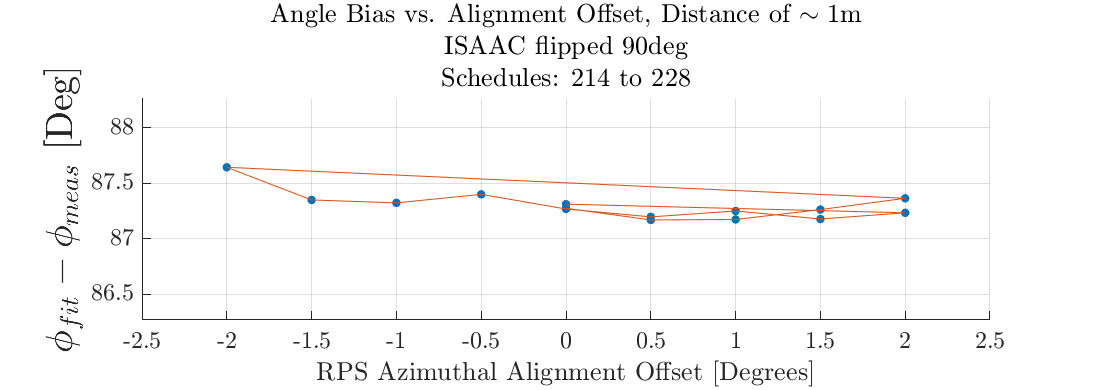 Angle Bias vs. Alignment Offset, Distance of ∼ 1m
ISAAC flipped 90deg
Schedules: 214 to 228
ϕfit − ϕmeas [Deg]
88
87.5
87
86.5
-2.5 -2 -1.5 -1 -0.5 0 0.5 1 1.5 2 2.5
RPS Azimuthal Alignment Offset [Degrees]